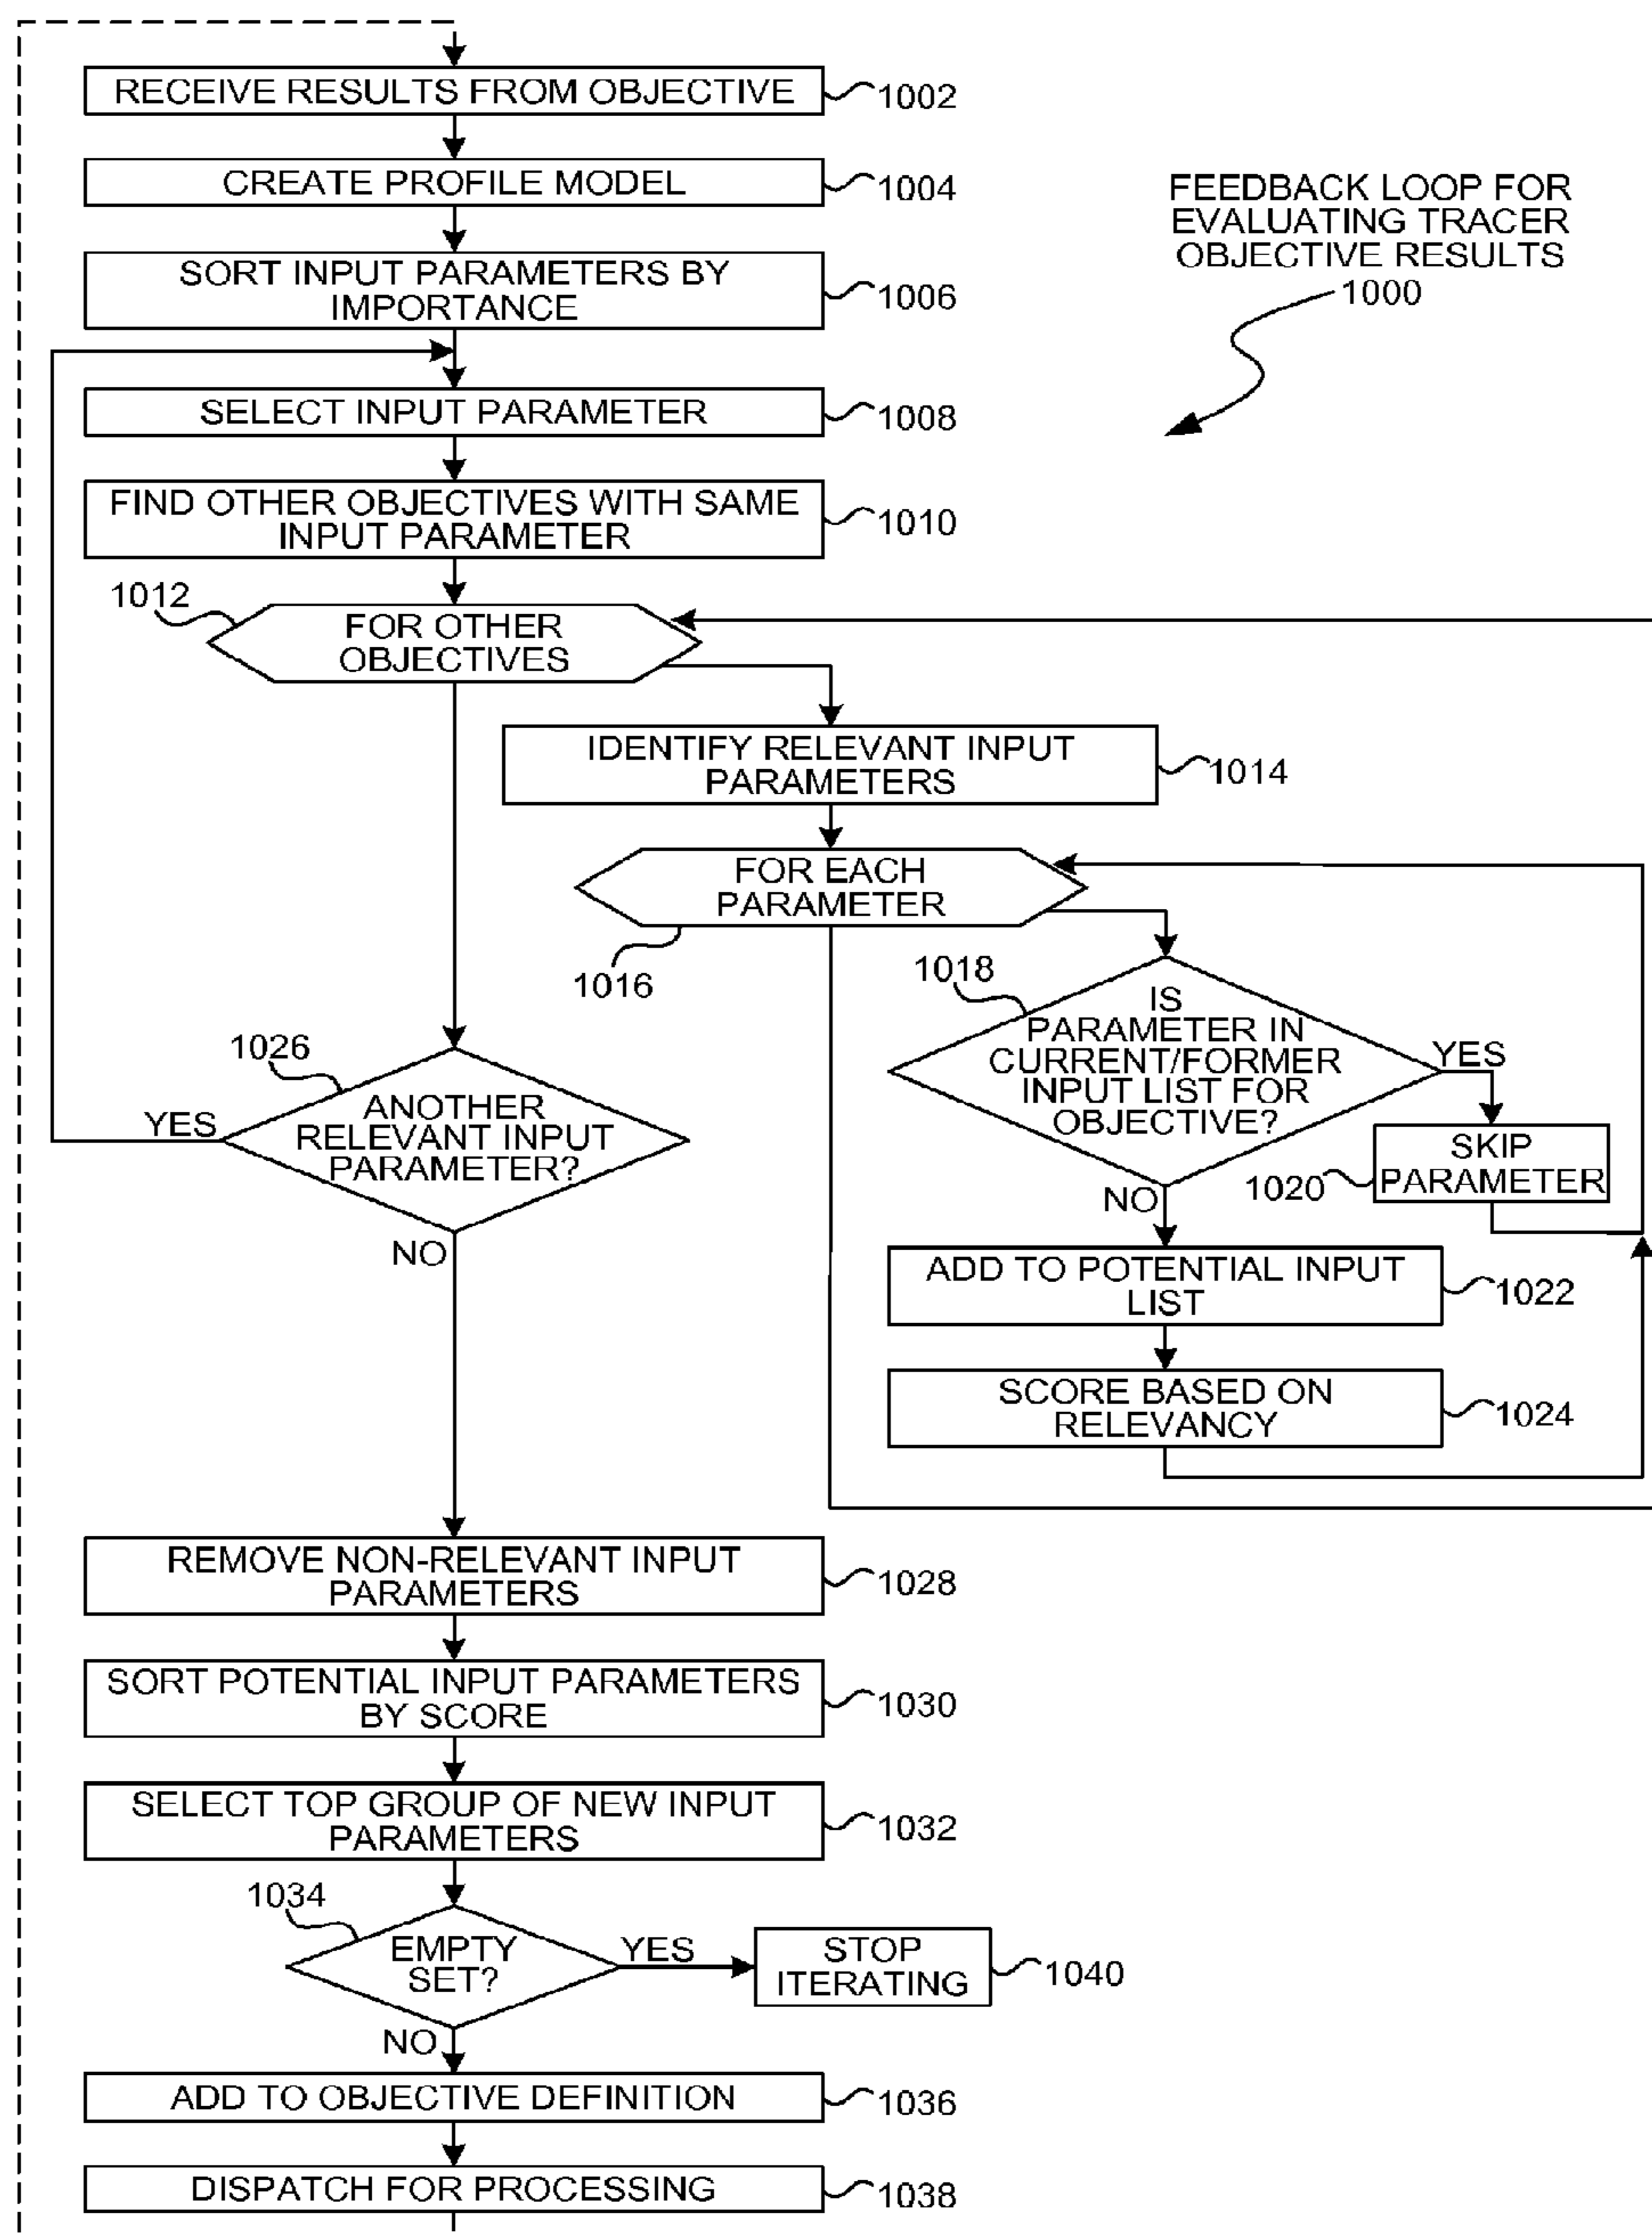 RECEIVE RESULTS FROM OBJECTIVE
1002
CREATE PROFILE MODEL
1004
FEEDBACK LOOP FOR
EVALUATING TRACER
OBJECTIVE RESULTS
1000
SORT INPUT PARAMETERS BY
IMPORTANCE
1006
SELECT INPUT PARAMETER
1008
FIND OTHER OBJECTIVES WITH SAME
INPUT PARAMETER
1010
1012
FOR OTHER
OBJECTIVES
IDENTIFY RELEVANT INPUT
PARAMETERS
1014
FOR EACH
PARAMETER
1016
1018
IS
PARAMETER IN
CURRENT/FORMER
INPUT LIST FOR
OBJECTIVE?
YES
SKIP
PARAMETER
1020
NO
1026
ANOTHER
RELEVANT INPUT
PARAMETER?
YES
NO
ADD TO POTENTIAL INPUT
LIST
1022
SCORE BASED ON
RELEVANCY
1024
REMOVE NON-RELEVANT INPUT
PARAMETERS
1028
SORT POTENTIAL INPUT PARAMETERS
BY SCORE
1030
SELECT TOP GROUP OF NEW INPUT
PARAMETERS
1032
1034
EMPTY
SET?
YES
STOP
ITERATING
1040
NO
ADD TO OBJECTIVE DEFINITION
1036
DISPATCH FOR PROCESSING
1038